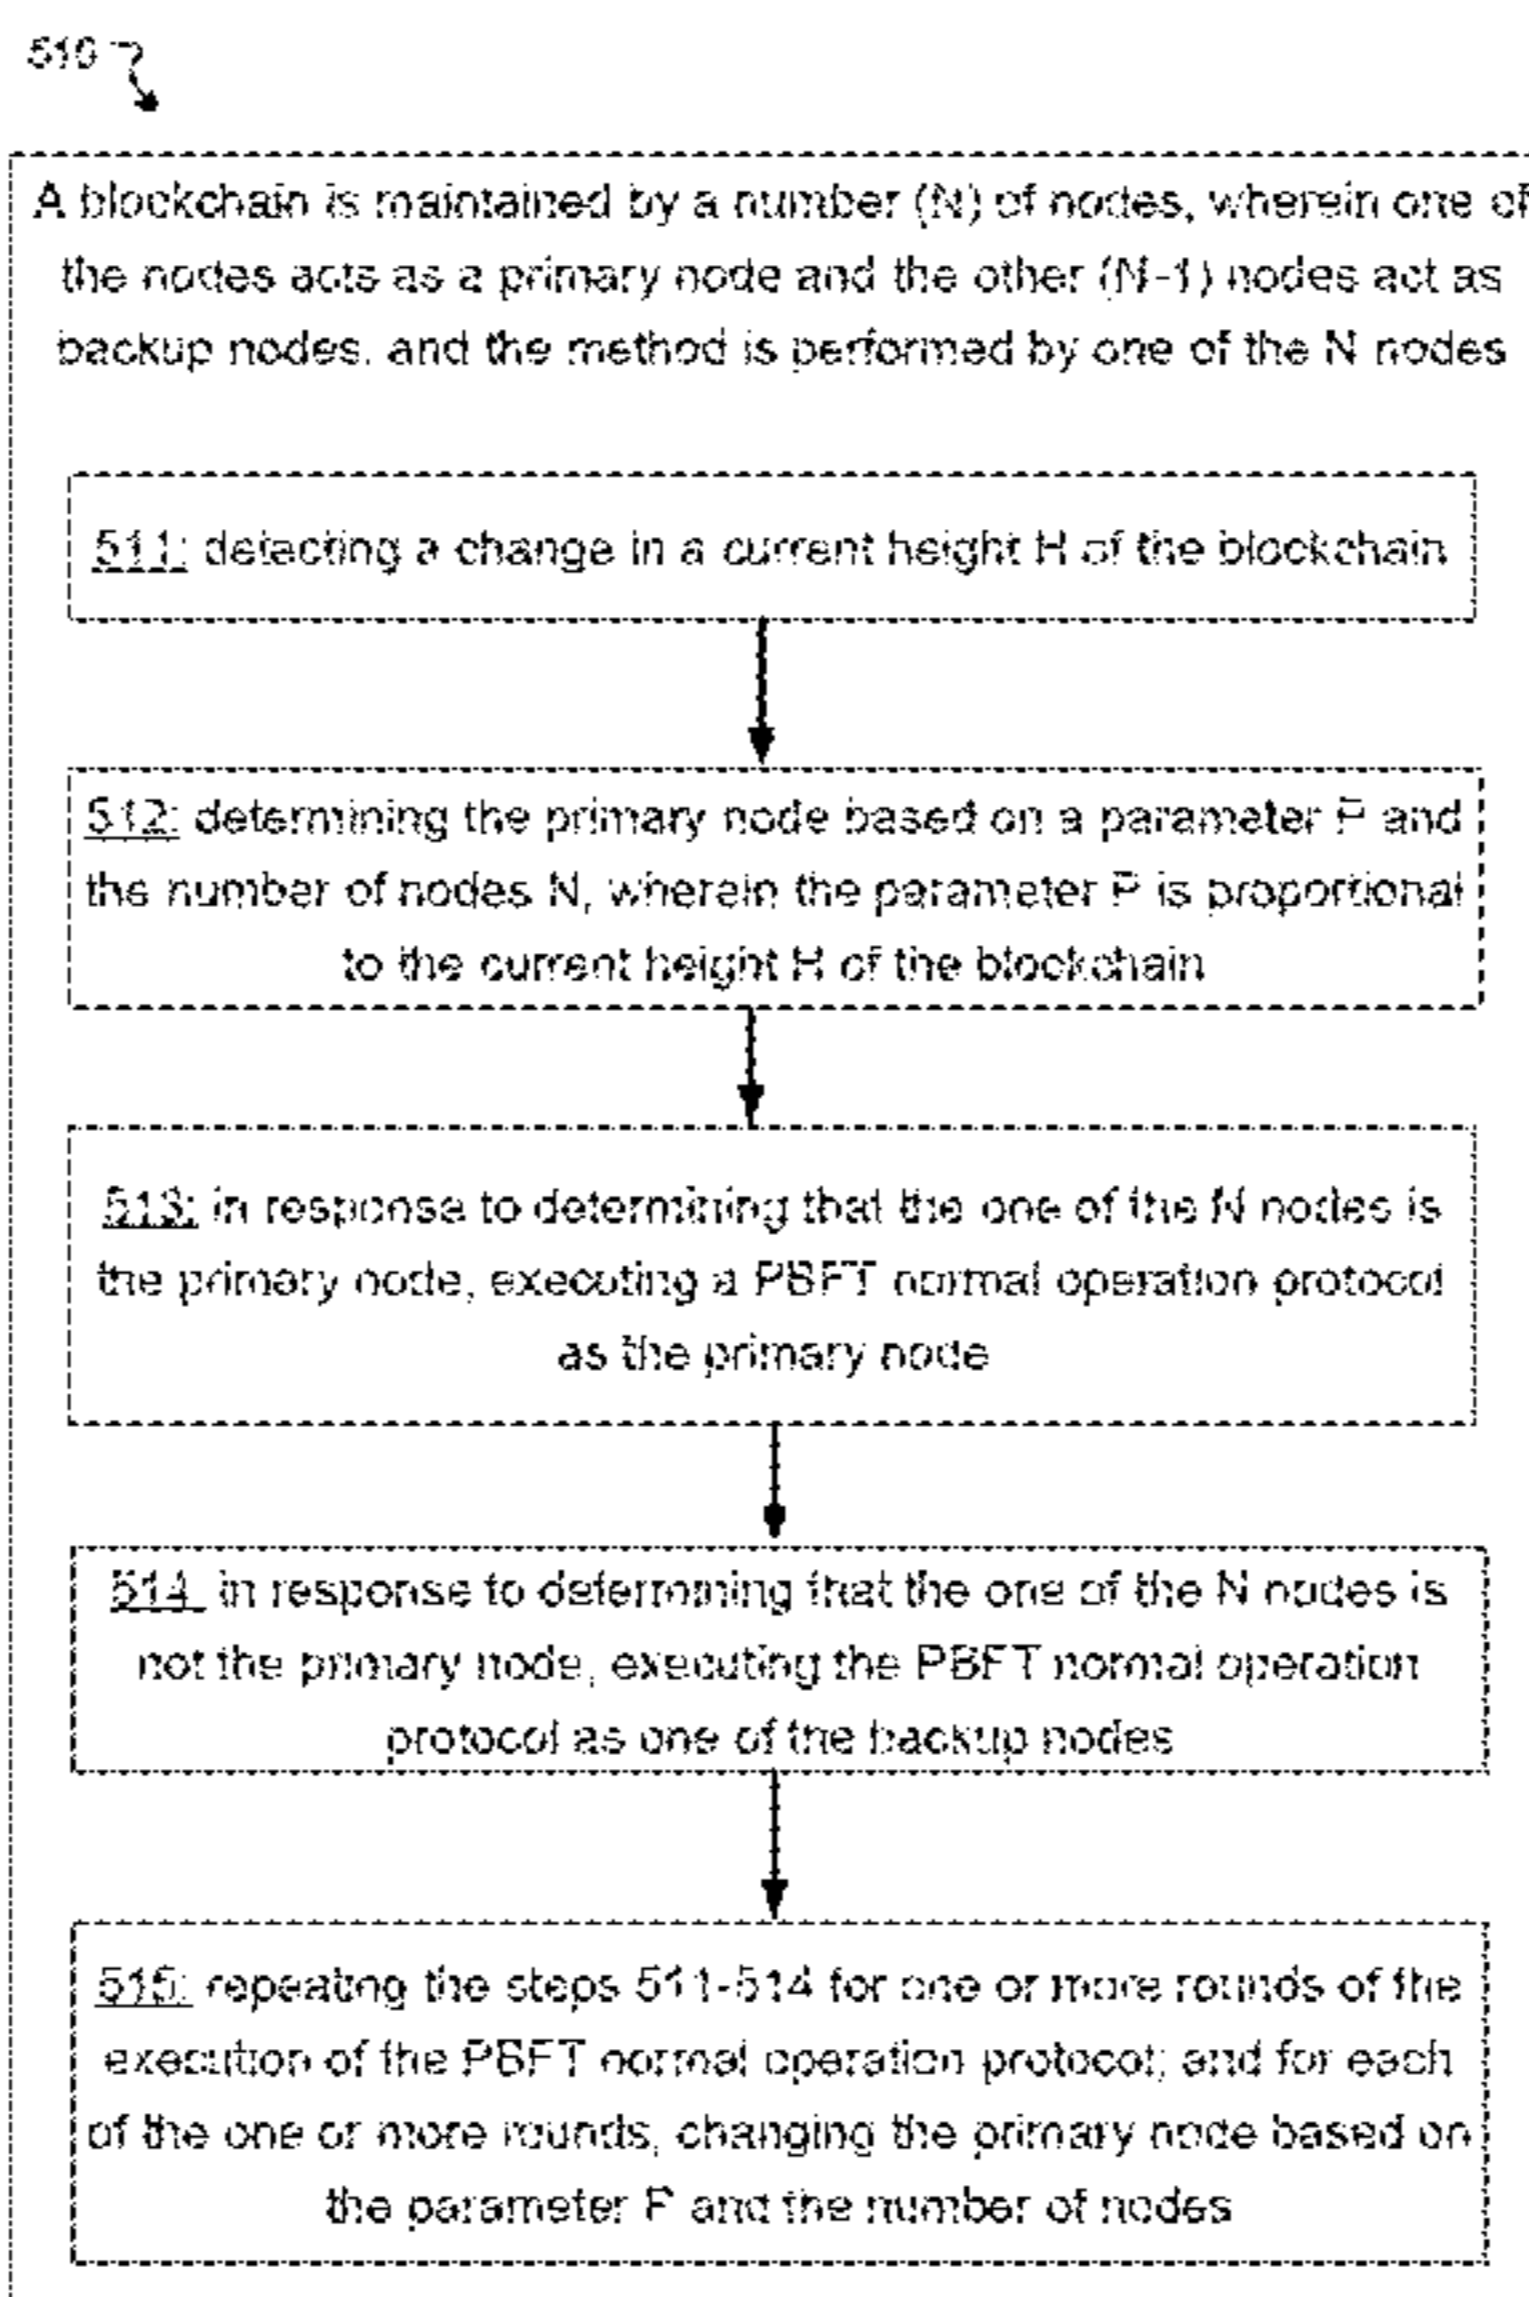 510
A blockchain is maintained by a number (N) of nodes, wherein one of
the nodes acts as a primary node and the other (N-1) nodes act as
backup nodes, and the method is performed by one of the N nodes
511: detecting a change in a current height H of the blockchain
512: determining the primary node based on a parameter P and
the number of nodes N, wherein the parameter P is proportional
to the current height H of the blockchain
513: in response to determining that the one of the N nodes is
the primary node, executing a PBFT normal operation protocol
as the primary node
514: in response to determining that the one of the N nodes is
not the primary node, executing the PBFT normal operation
protocol as one of the backup nodes
515: repeating the steps 511-514 for one or more rounds of the
execution of the PBFT normal operation protocol; and for each
of the one or more rounds, changing the primary node based on
the parameter P and the number of nodes